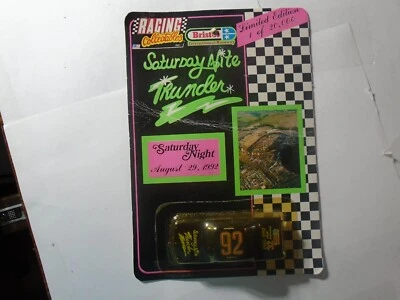 RACING
Collectables
Bristol
Limited Edition
1 of 20,000
Saturday Nite
Thunder
Saturday
Night
August 29, 1992
92